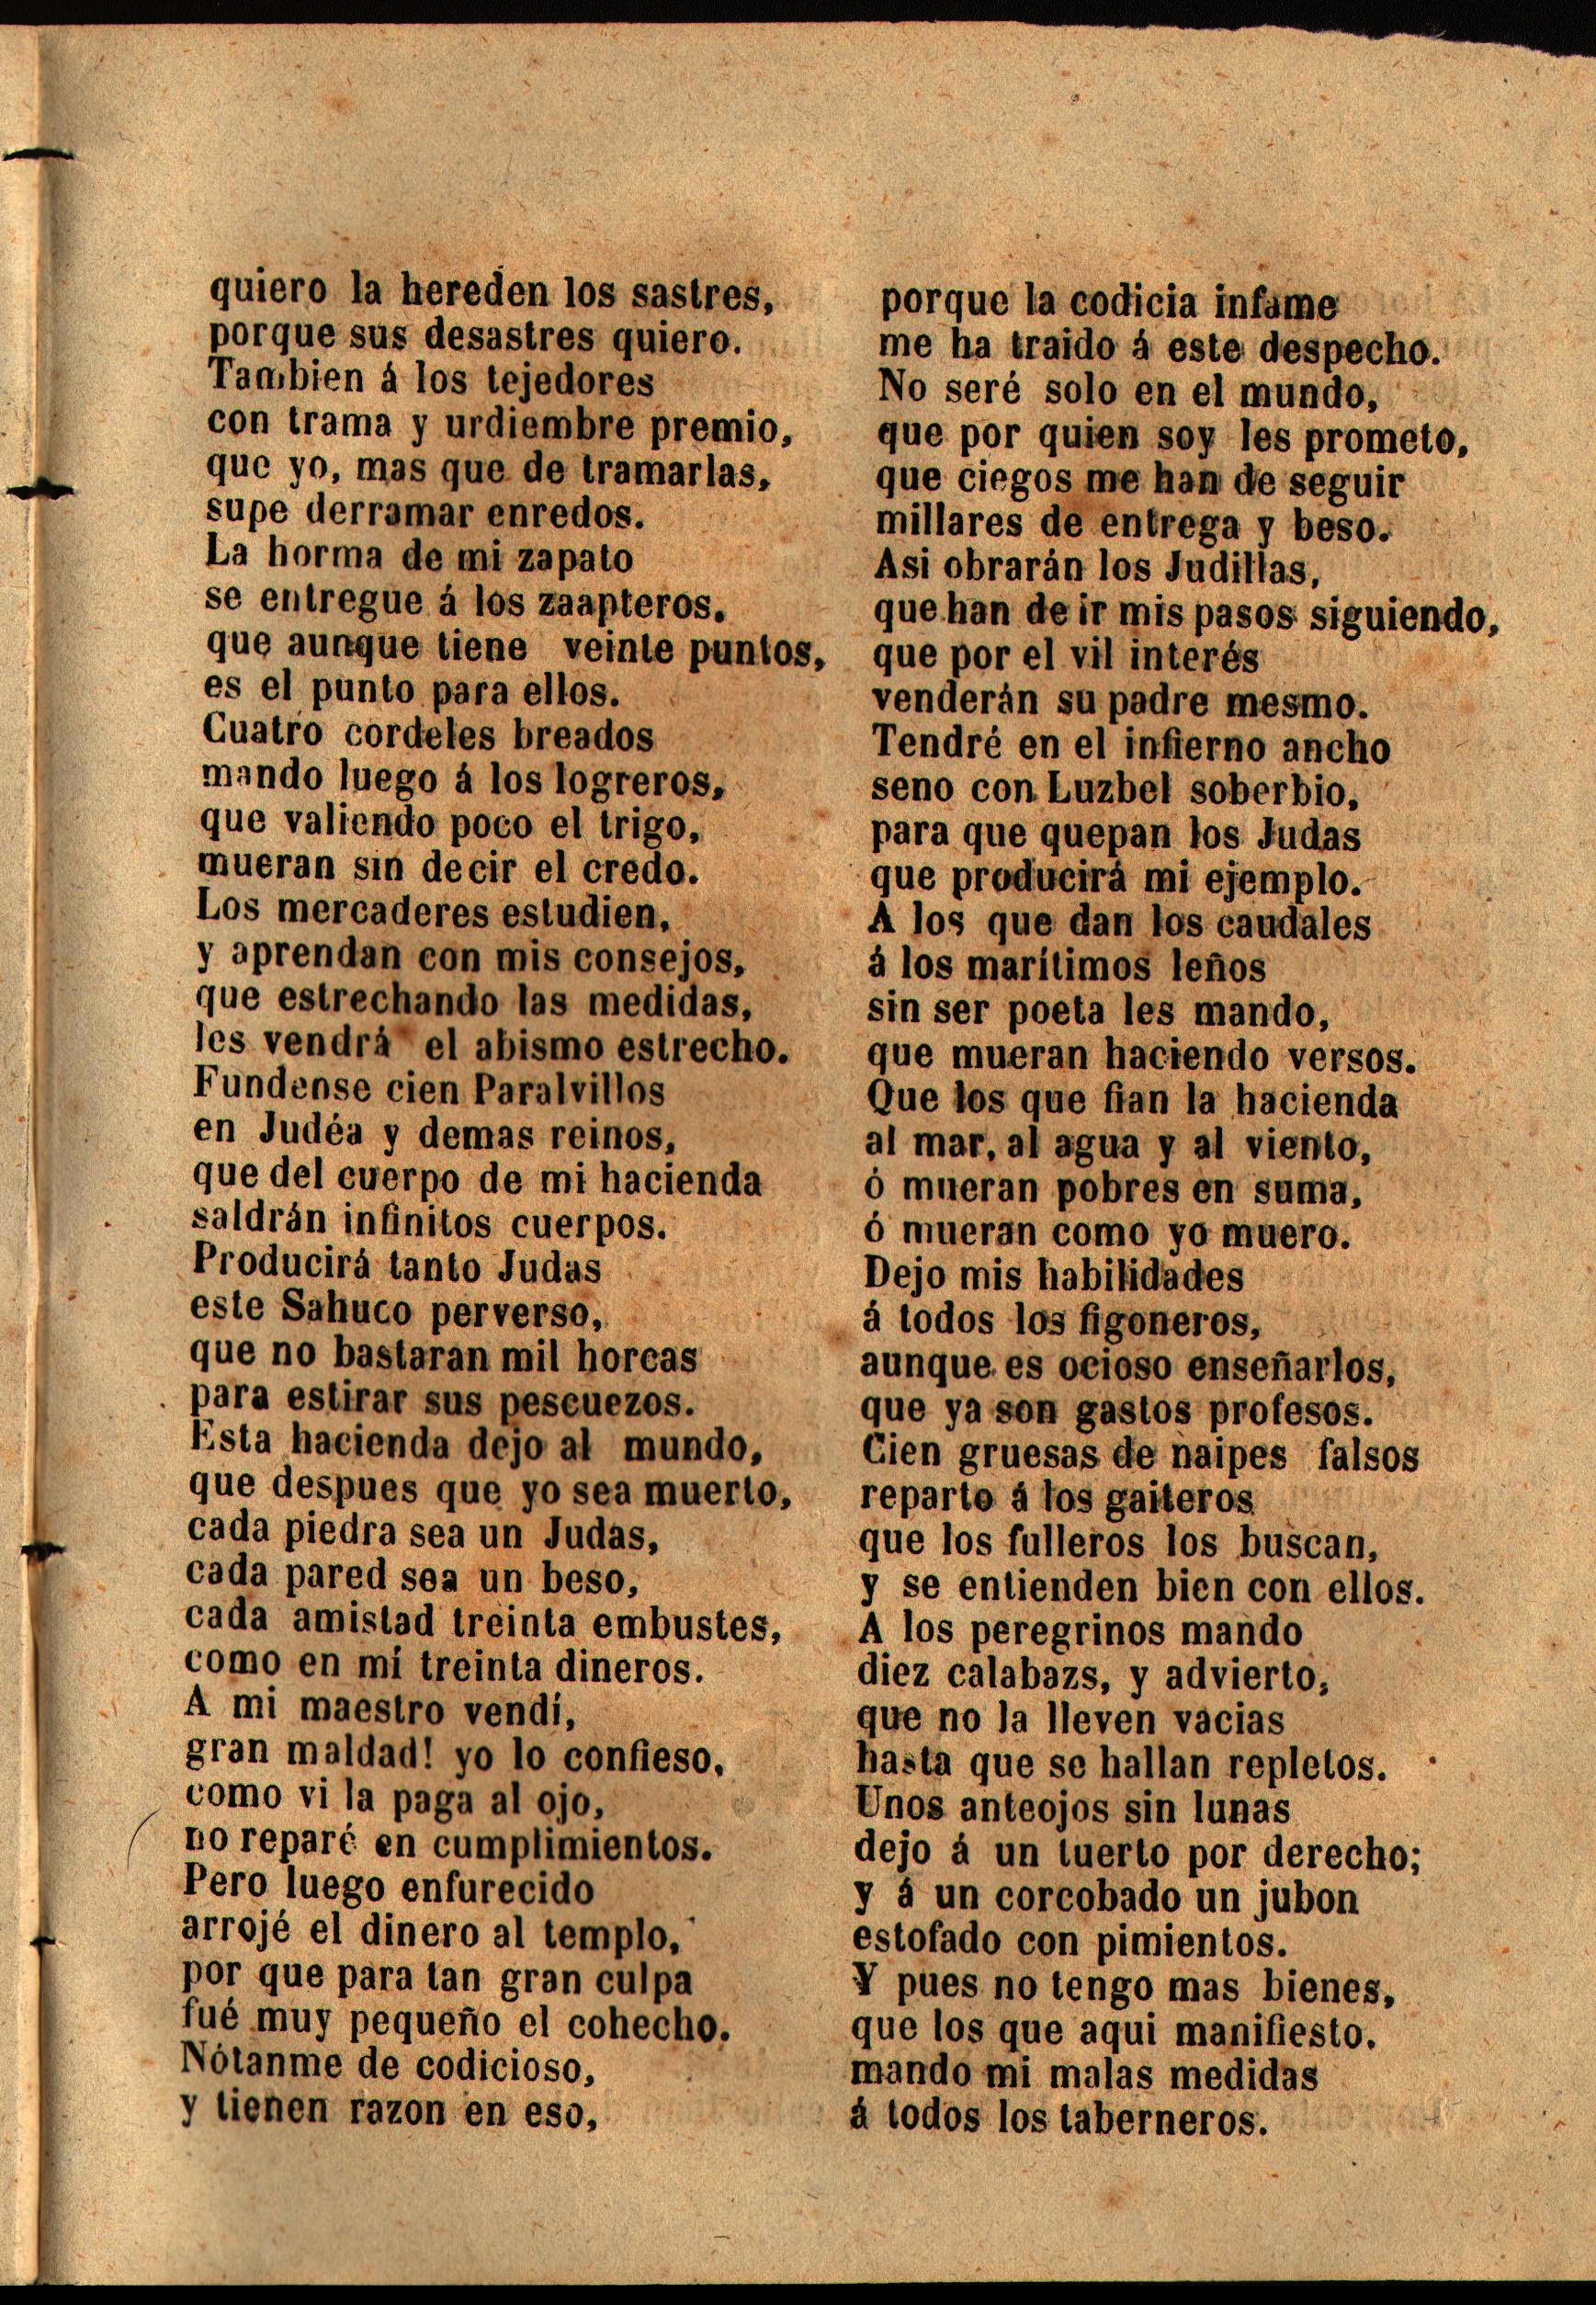 quiero la hereden los sastres,
porque sus desastres quiero.
Tambien á los tejedores
con trama y urdiembre premio,
que yo, mas que de tramarlas,
supe derramar enredos.
La horma de mi zapato
se entregue á los zaapteros,
que aunque tiene veinte puntos,
es el punto para ellos.
Cuatro cordeles breados
mando luego á los logreros,
que valiendo poco el trigo,
mueran sin decir el credo.
Los mercaderes estudien,
y aprendan con mis consejos,
que estrechando las medidas,
les vendrá el abismo estrecho.
Fundense cien Paralvillos
en Judéa y demas reinos,
que del cuerpo de mi hacienda
saldrán infinitos cuerpos.
Producirá tanto Judas
este Sahuco perverso,
que no bastaran mil horcas
para estirar sus pescuezos.
Esta hacienda dejo al mundo,
que despues que yo sea muerto,
cada piedra sea un Judas,
cada pared sea un beso,
cada amistad treinta embustes,
como en mí treinta dineros.
A mi maestro vendí,
gran maldad! yo lo confieso,
como vi la paga al ojo,
no reparé en cumplimientos.
Pero luego enfurecido
arrojé el dinero al templo,
por que para tan gran culpa
fué muy pequeño el cohecho.
Nótanme de codicioso,
y tienen razon en eso,
porque la codicia infame
me ha traido á este despecho.
No seré solo en el mundo,
que por quien soy les prometo,
que ciegos me han de seguir
millares de entrega y beso.
Asi obrarán los Judillas,
que han de ir mis pasos siguiendo,
que por el vil interés
venderán su padre mesmo.
Tendré en el infierno ancho
seno con Luzbel soberbio,
para que quepan los Judas
que producirá mi ejemplo.
A los que dan los caudales
á los marítimos leños
sin ser poeta les mando,
que mueran haciendo versos.
Que los que fian la hacienda
al mar, al agua y al viento,
ó mueran pobres en suma,
ó mueran como yo muero.
Dejo mis habilidades
á todos los figoneros,
aunque es ocioso enseñarlos,
que ya son gastos profesos.
Cien gruesas de naipes falsos
reparto á los gaiteros
que los fulleros los buscan,
y se entienden bien con ellos.
A los peregrinos mando
diez calabazs, y advierto,
que no la lleven vacias
hasta que se hallan repletos.
Unos anteojos sin lunas
dejo á un tuerto por derecho;
y á un corcobado un jubon
estofado con pimientos.
Y pues no tengo mas bienes,
que los que aqui manifiesto,
mando mi malas medidas
á todos los taberneros.